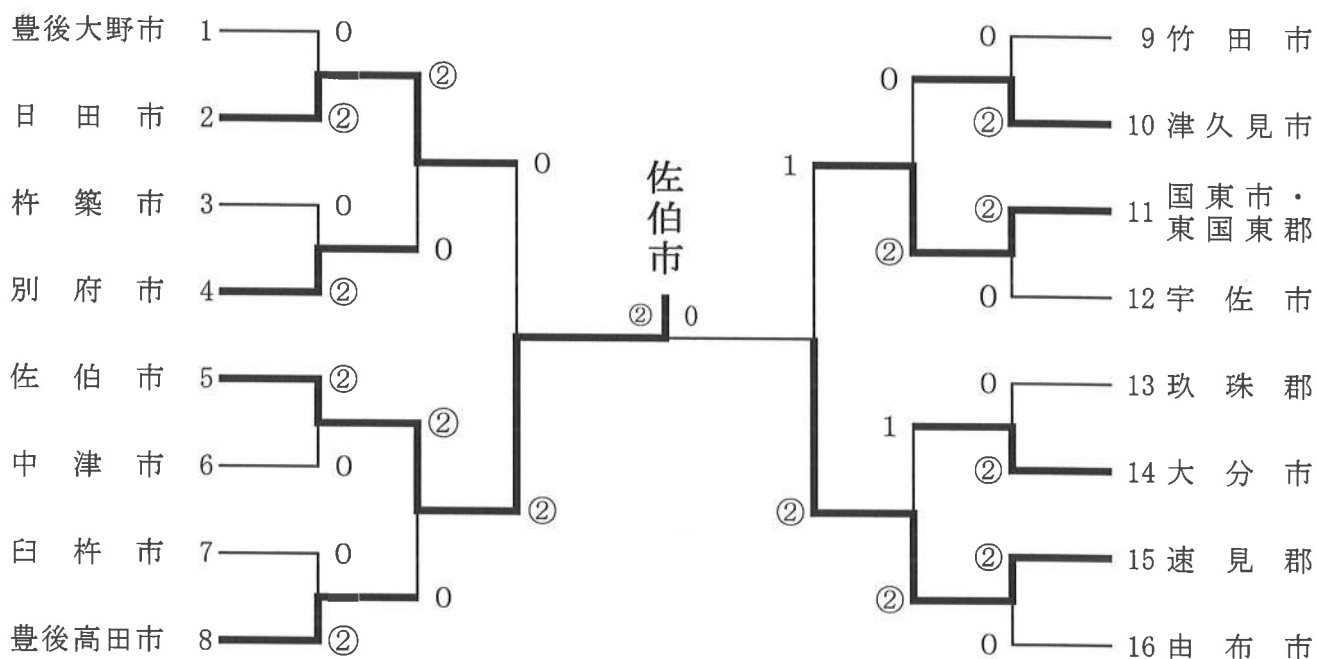 豊後大野市 1 0
②
日田市 2 ②
0
杵築市 3 0
0
別府市 4 ②
佐伯市 5 ②
②
中津市 6 0
②
臼杵市 7 0
0
豊後高田市 8 ②
佐伯市
② 0
0 9 竹田市
0
② 10 津久見市
1
② 11 国東市・
東国東郡
②
0 12 宇佐市
0 13 玖珠郡
1
② 14 大分市
②
② 15 速見郡
②
0 16 由布市